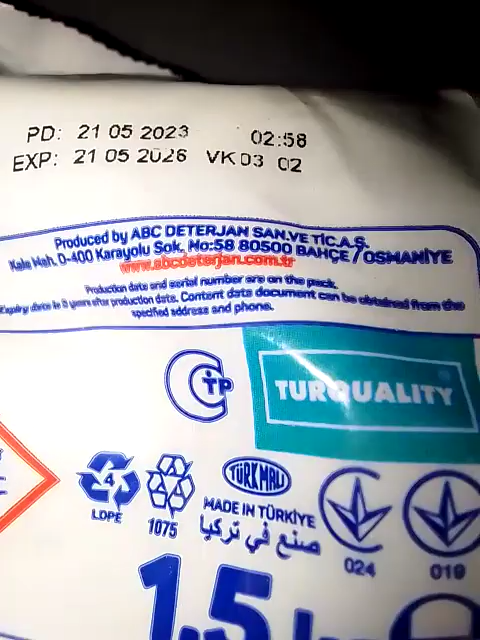 PD: 21 05 2023 02:58
EXP: 21 05 2026 VK03 02
Produced by ABC DETERJAN SAN.VE TİC.A.Ş.
Kale Mah. D-400 Karayolu Sok. No:58 80500 BAHÇE / OSMANİYE
www.abcdeterjan.com.tr
Production date and serial number are on the pack.
Expiry date is 3 years after production date. Content data document can be obtained from the
specified address and phone.
CTP
TURQUALITY
4
LDPE
1075
TÜRK MALI
MADE IN TÜRKİYE
صنع في تركيا
024
019
1,5